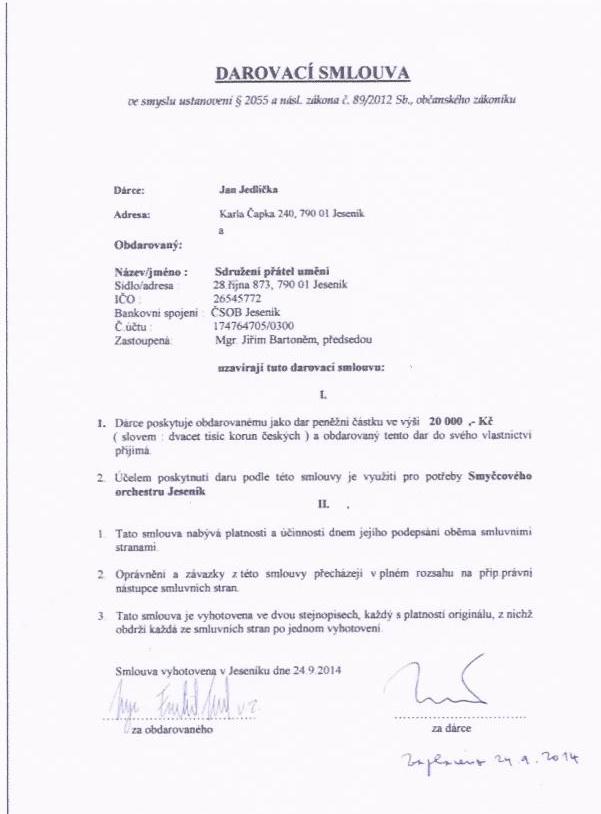 DAROVACÍ SMLOUVA
ve smyslu ustanovení § 2055 a násl. zákona č. 89/2012 Sb., občanského zákoníku
Dárce: Jan Jedlička
Adresa: Karla Čapka 240, 790 01 Jeseník
a
Obdarovaný:
Název/jméno : Sdružení přátel umění
Sídlo/adresa : 28.října 873, 790 01 Jeseník
IČO : 26545772
Bankovní spojení : ČSOB Jeseník
Č.účtu : 174764705/0300
Zastoupená: Mgr. Jiřím Bartoněm, předsedou
uzavírají tuto darovací smlouvu:
I.
1. Dárce poskytuje obdarovanému jako dar peněžní částku ve výši 20 000 ,- Kč
( slovem : dvacet tisíc korun českých ) a obdarovaný tento dar do svého vlastnictví
přijímá.
2. Účelem poskytnutí daru podle této smlouvy je využití pro potřeby Smyčcového
orchestru Jeseník
II.
1. Tato smlouva nabývá platnosti a účinnosti dnem jejího podepsání oběma smluvními
stranami.
2. Oprávnění a závazky z této smlouvy přecházejí v plném rozsahu na příp.právní
nástupce smluvních stran.
3. Tato smlouva je vyhotovena ve dvou stejnopisech, každý s platností originálu, z nichž
obdrží každá ze smluvních stran po jednom vyhotovení.
Smlouva vyhotovena v Jeseníku dne 24.9.2014
za obdarovaného
za dárce
Zaplaceno 24.9.2014